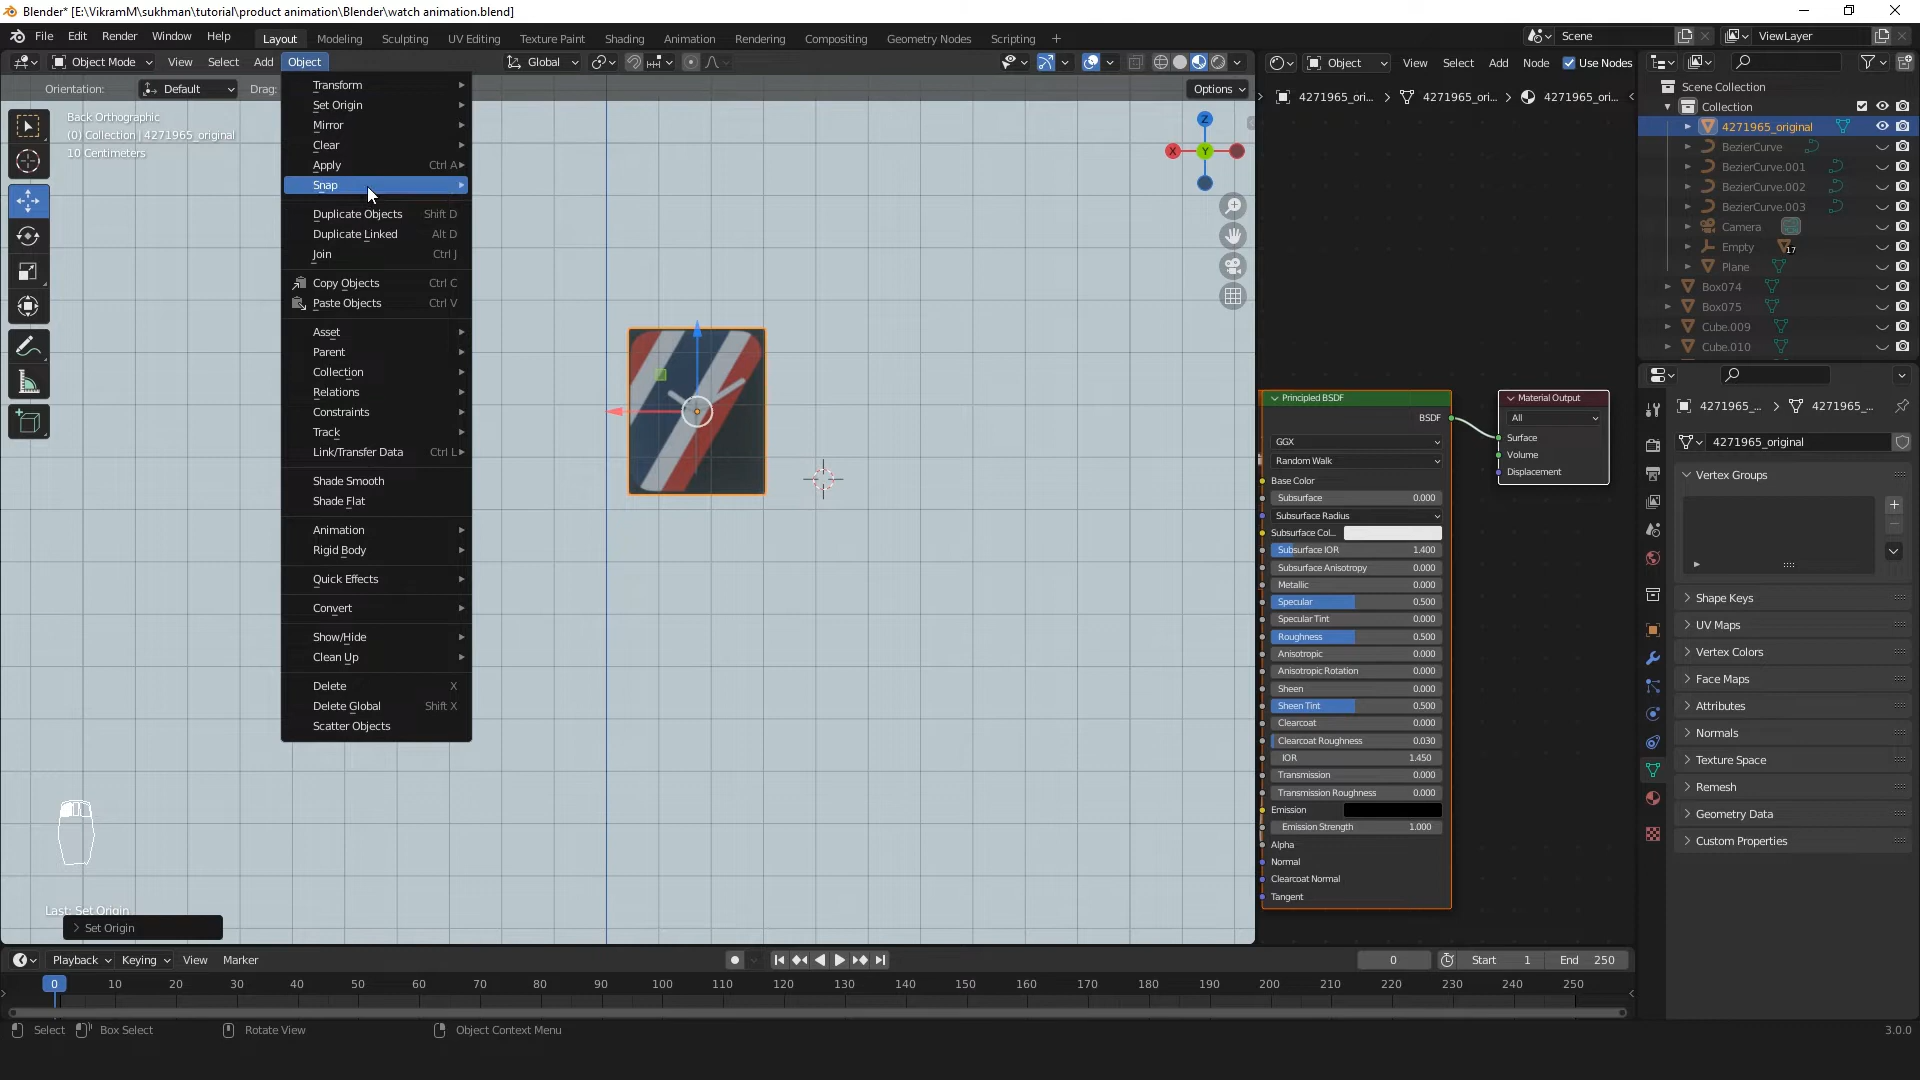 Blender* [E:\VikramM\sukhman\tutorial\product animation\Blender\watch animation.blend]
File Edit Render Window Help Layout Modeling Sculpting UV Editing Texture Paint Shading Animation Rendering Compositing Geometry Nodes Scripting + Scene ViewLayer
Object Mode View Select Add Object Global Object View Select Add Node Use Nodes
Orientation: Default Drag: Options
4271965_ori... 4271965_ori... 4271965_ori...
Back Orthographic
(0) Collection | 4271965_original
10 Centimeters
Z
X
Y
Transform
Set Origin
Mirror
Clear
Apply Ctrl A
Snap
Duplicate Objects Shift D
Duplicate Linked Alt D
Join Ctrl J
Copy Objects Ctrl C
Paste Objects Ctrl V
Asset
Parent
Collection
Relations
Constraints
Track
Link/Transfer Data Ctrl L
Shade Smooth
Shade Flat
Animation
Rigid Body
Quick Effects
Convert
Show/Hide
Clean Up
Delete X
Delete Global Shift X
Scatter Objects
Last: Set Origin
Set Origin
Principled BSDF
BSDF
GGX
Random Walk
Base Color
Subsurface 0.000
Subsurface Radius
Subsurface Col...
Subsurface IOR 1.400
Subsurface Anisotropy 0.000
Metallic 0.000
Specular 0.500
Specular Tint 0.000
Roughness 0.500
Anisotropic 0.000
Anisotropic Rotation 0.000
Sheen 0.000
Sheen Tint 0.500
Clearcoat 0.000
Clearcoat Roughness 0.030
IOR 1.450
Transmission 0.000
Transmission Roughness 0.000
Emission
Emission Strength 1.000
Alpha
Normal
Clearcoat Normal
Tangent
Material Output
All
Surface
Volume
Displacement
Scene Collection
Collection
4271965_original
BezierCurve
BezierCurve.001
BezierCurve.002
BezierCurve.003
Camera
Empty 17
Plane
Box074
Box075
Cube.009
Cube.010
4271965_... 4271965_...
4271965_original
Vertex Groups
Shape Keys
UV Maps
Vertex Colors
Face Maps
Attributes
Normals
Texture Space
Remesh
Geometry Data
Custom Properties
Playback Keying View Marker 0 Start 1 End 250
0 10 20 30 40 50 60 70 80 90 100 110 120 130 140 150 160 170 180 190 200 210 220 230 240 250
Select Box Select Rotate View Object Context Menu 3.0.0